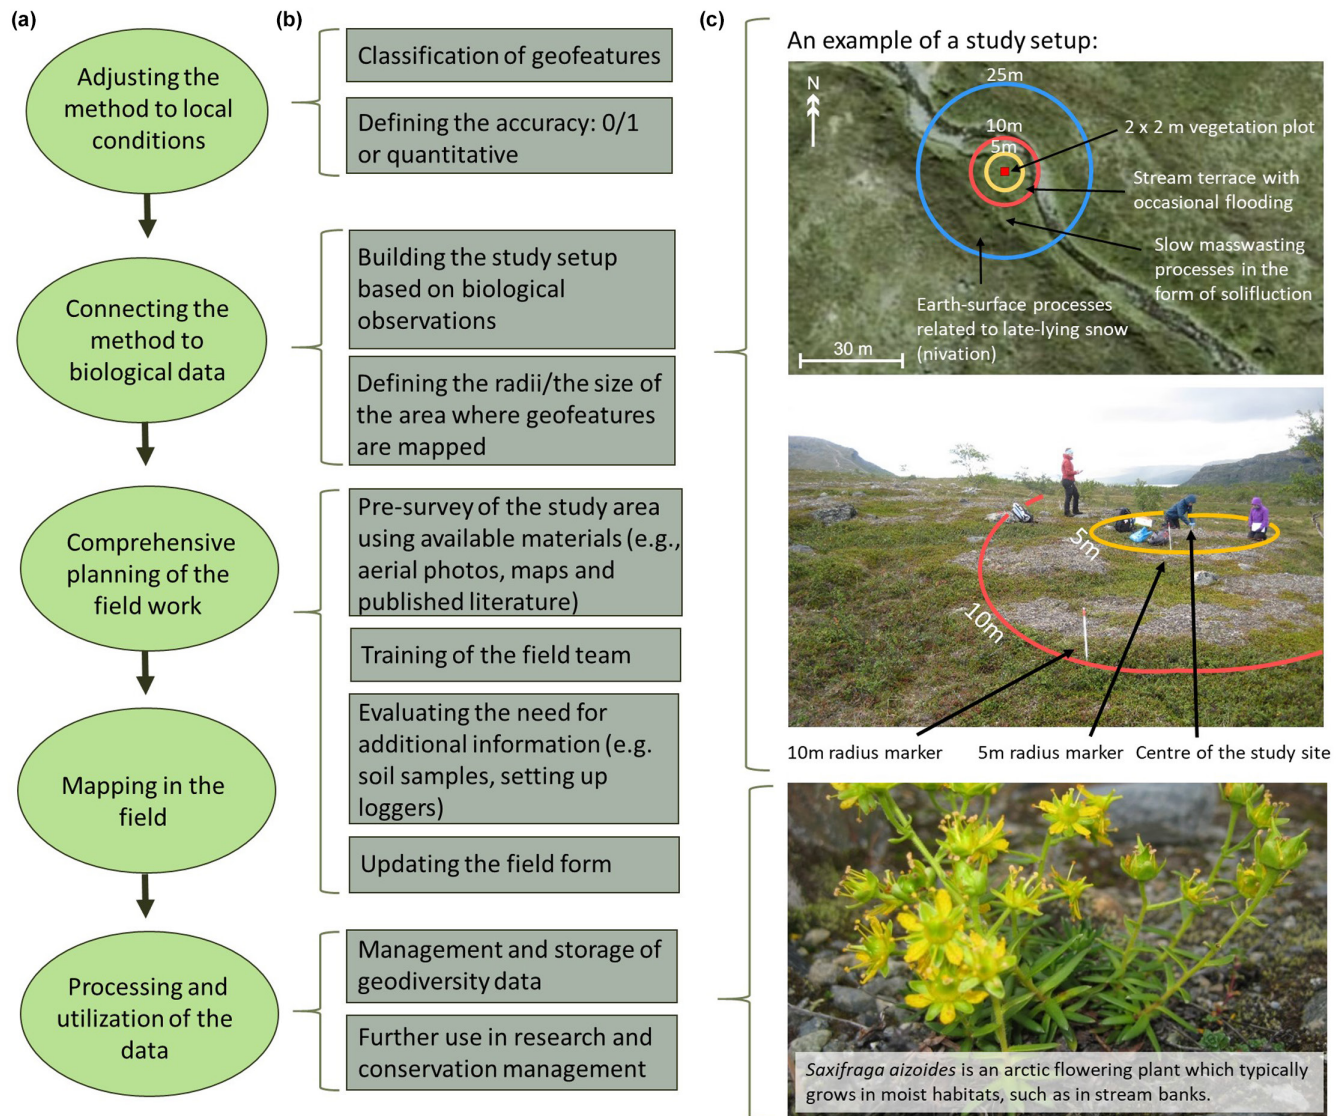 (a)
Adjusting the
method to local
conditions
Connecting the
method to
biological data
Comprehensive
planning of the
field work
Mapping in the
field
Processing and
utilization of the
data
(b)
Classification of geofeatures
Defining the accuracy: 0/1
or quantitative
Building the study setup
based on biological
observations
Defining the radii/the size of
the area where geofeatures
are mapped
Pre-survey of the study area
using available materials (e.g.,
aerial photos, maps and
published literature)
Training of the field team
Evaluating the need for
additional information (e.g.
soil samples, setting up
loggers)
Updating the field form
Management and storage of
geodiversity data
Further use in research and
conservation management
(c)
An example of a study setup:
N
25m
10m
5m
2 x 2 m vegetation plot
Stream terrace with
occasional flooding
Slow masswasting
processes in the
form of solifluction
Earth-surface processes
related to late-lying snow
(nivation)
30 m
5m
10m
10m radius marker
5m radius marker
Centre of the study site
Saxifraga aizoides is an arctic flowering plant which typically
grows in moist habitats, such as in stream banks.